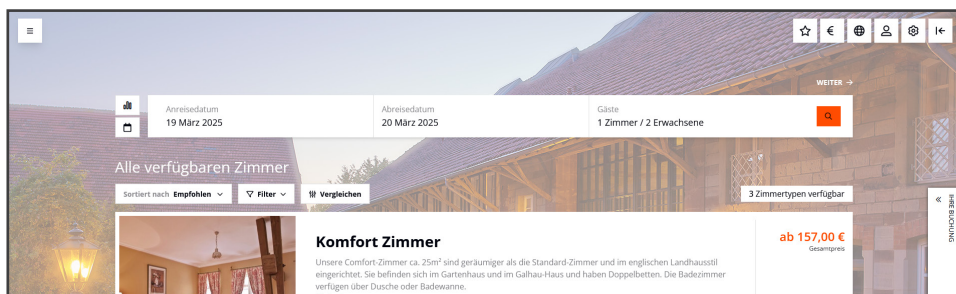 WEITER →
Anreisedatum
19 März 2025
Abreisedatum
20 März 2025
Gäste
1 Zimmer / 2 Erwachsene
Alle verfügbaren Zimmer
Sortiert nach Empfohlen
Filter
Vergleichen
3 Zimmertypen verfügbar
IHRE BUCHUNG
Komfort Zimmer
ab 157,00 €
Gesamtpreis
Unsere Comfort-Zimmer ca. 25m² sind geräumiger als die Standard-Zimmer und im englischen Landhausstil
eingerichtet. Sie befinden sich im Gartenhaus und im Galhau-Haus und haben Doppelbetten. Die Badezimmer
verfügen über Dusche oder Badewanne.